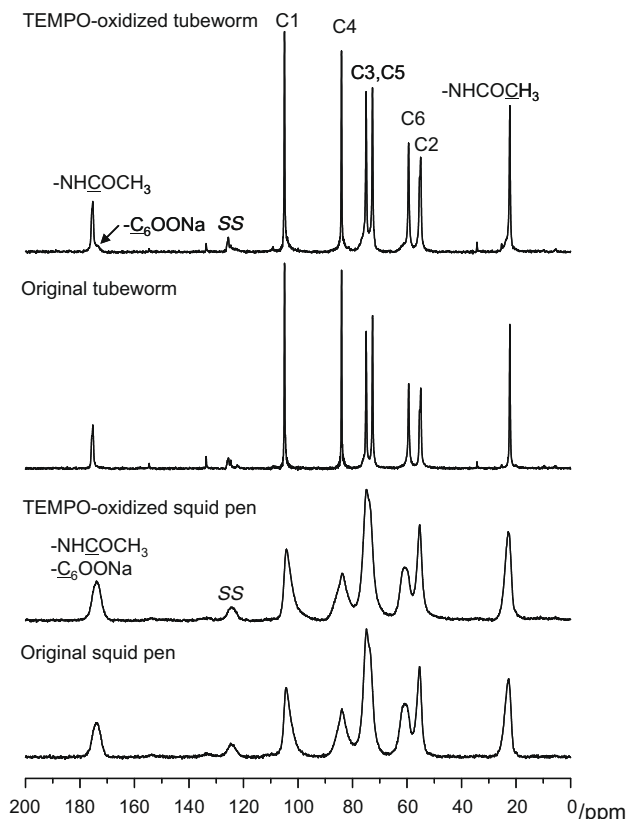 TEMPO-oxidized tubeworm
C1
C4
C3,C5
-NHCOCH3
C6
C2
-NHCOCH3
-C6OONa
SS
Original tubeworm
TEMPO-oxidized squid pen
-NHCOCH3
-C6OONa
SS
Original squid pen
200 180 160 140 120 100 80 60 40 20 0/ppm